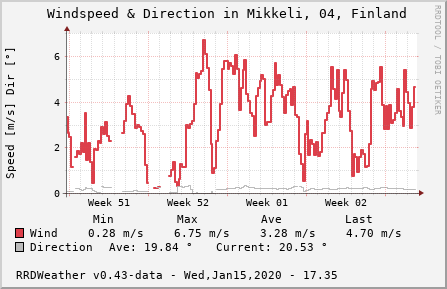 Windspeed & Direction in Mikkeli, 04, Finland
RRDTOOL / TOBI OETIKER
Speed [m/s] Dir [°]
6
4
2
0
Week 51 Week 52 Week 01 Week 02
Min Max Ave Last
Wind 0.28 m/s 6.75 m/s 3.28 m/s 4.70 m/s
Direction Ave: 19.84 ° Current: 20.53 °
RRDWeather v0.43-data - Wed,Jan15,2020 - 17.35